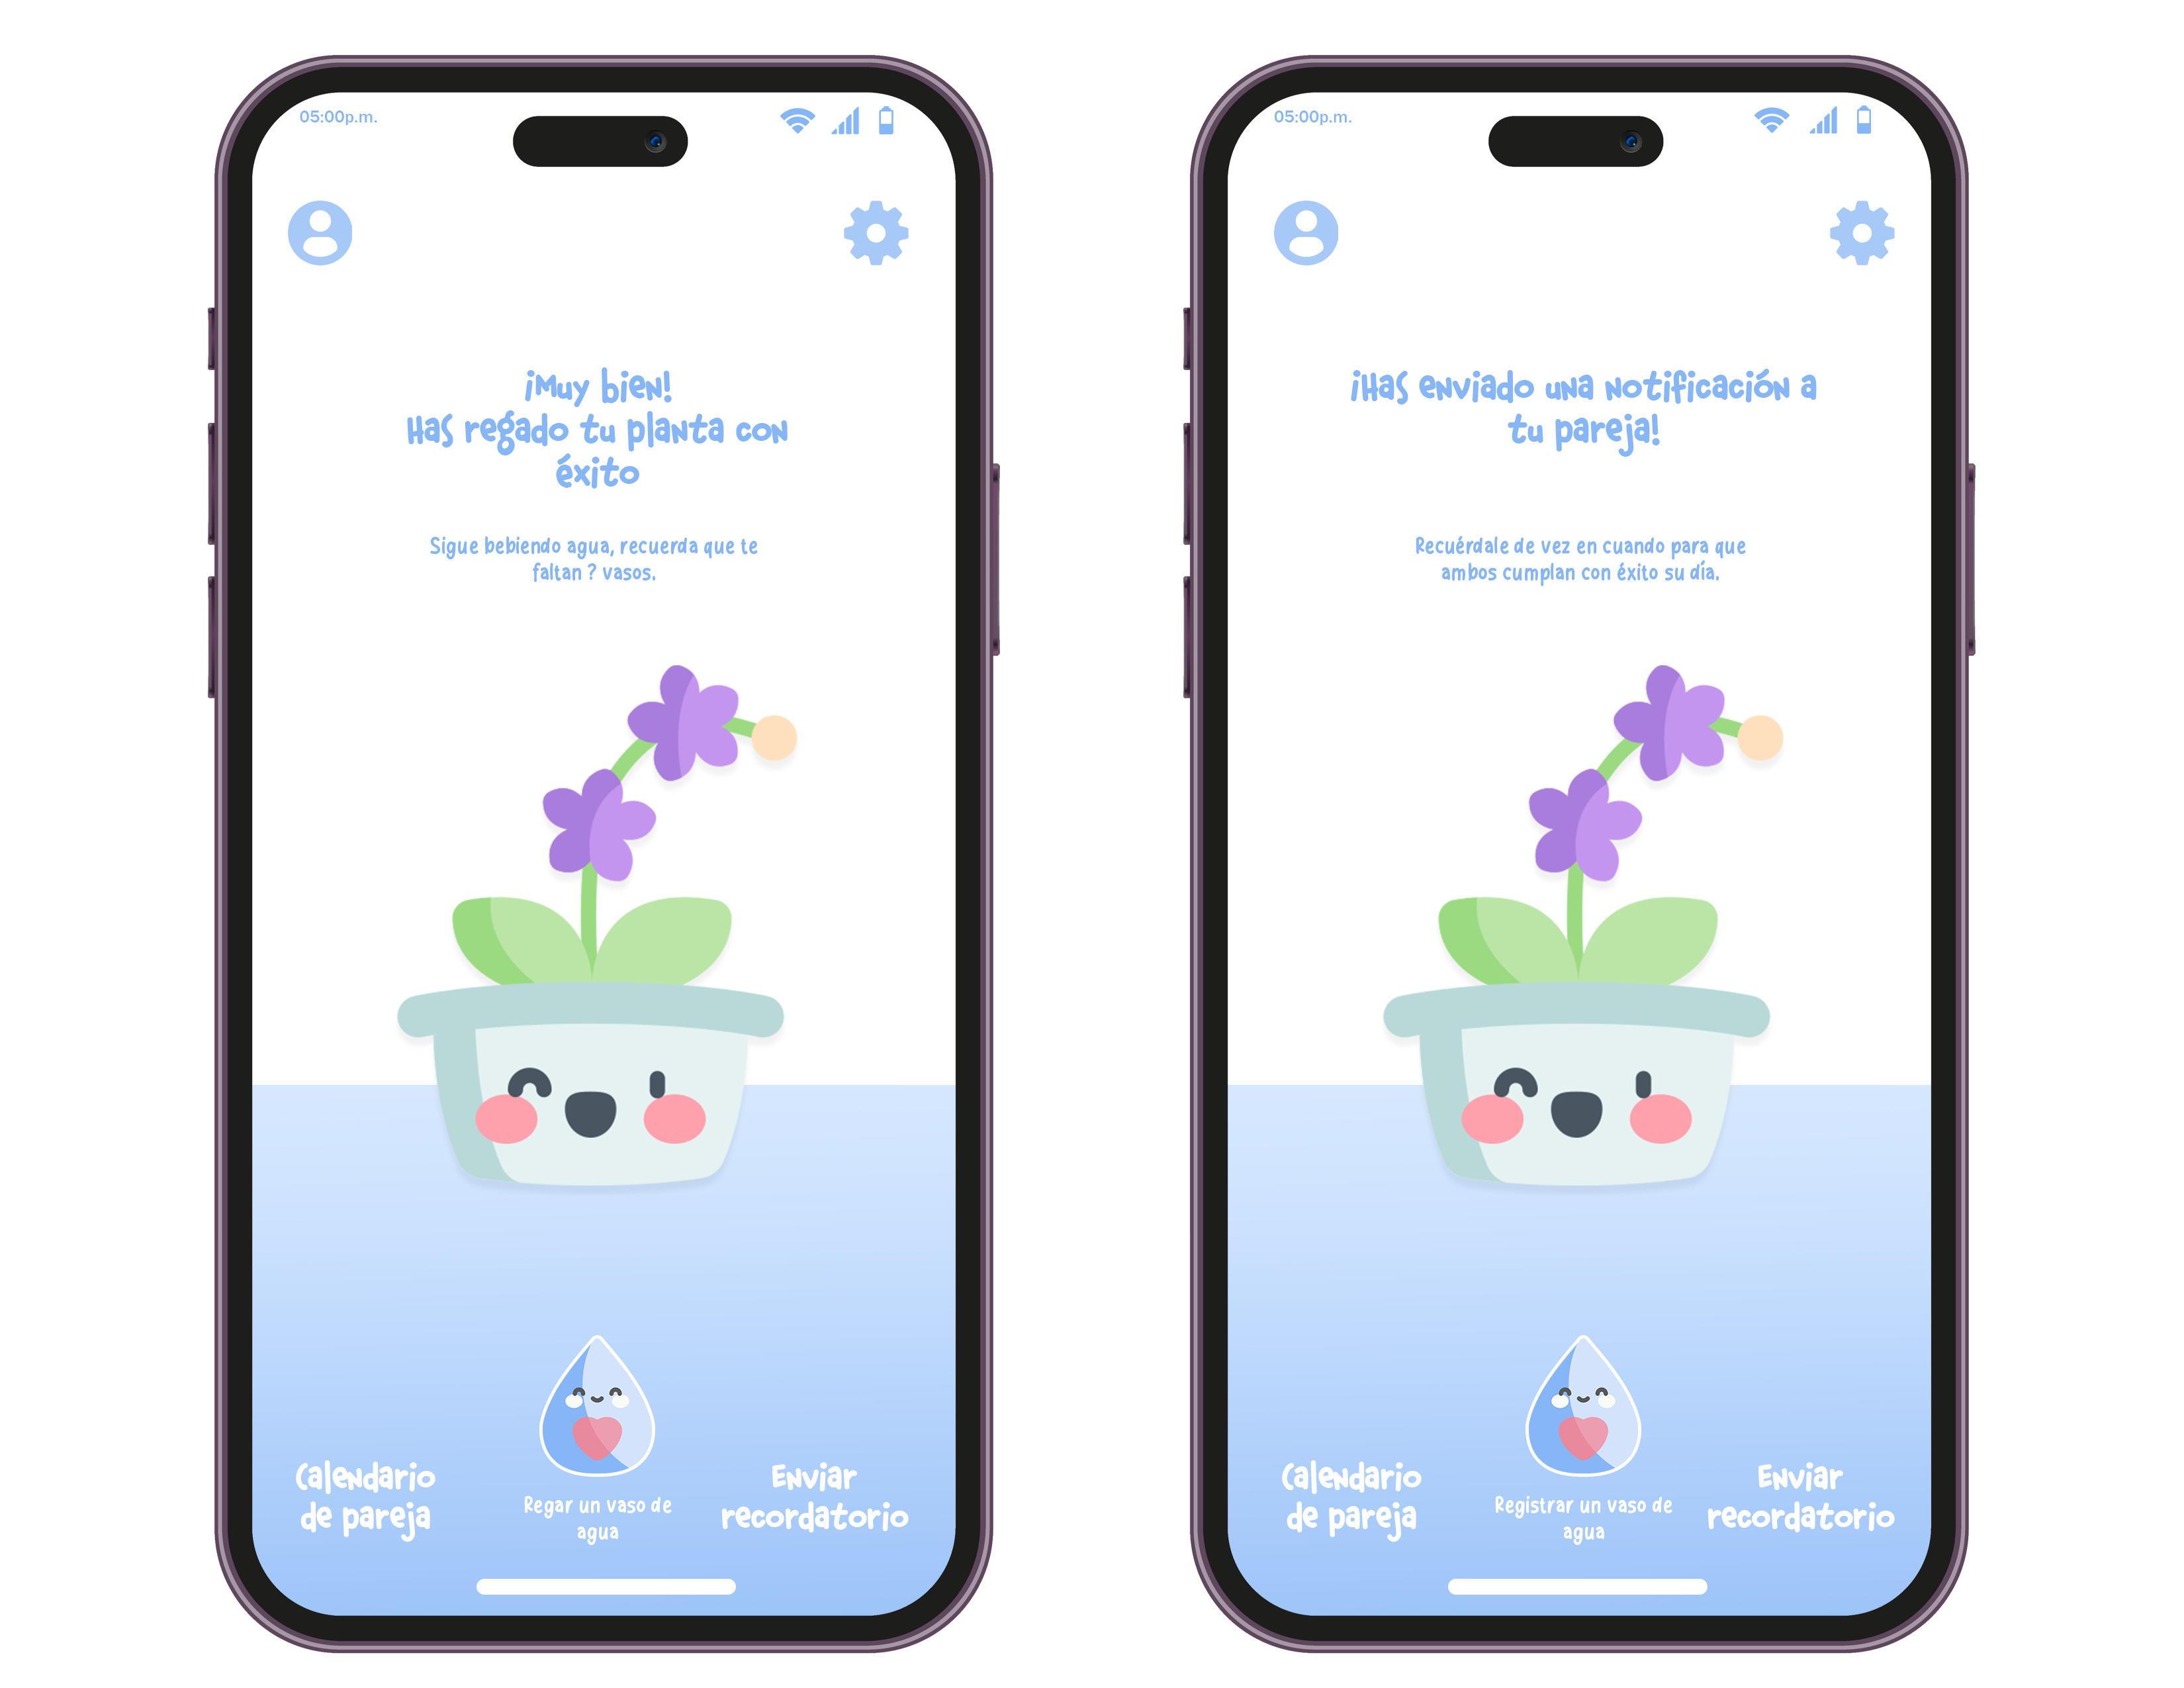 05:00p.m.
¡Muy bien!
Has regado tu planta con
éxito
Sigue bebiendo agua, recuerda que te
faltan ? vasos.
Calendario
de pareja
Regar un vaso de
agua
Enviar
recordatorio
05:00p.m.
¡Has enviado una notificación a
tu pareja!
Recuérdale de vez en cuando para que
ambos cumplan con éxito su día.
Calendario
de pareja
Registrar un vaso de
agua
Enviar
recordatorio